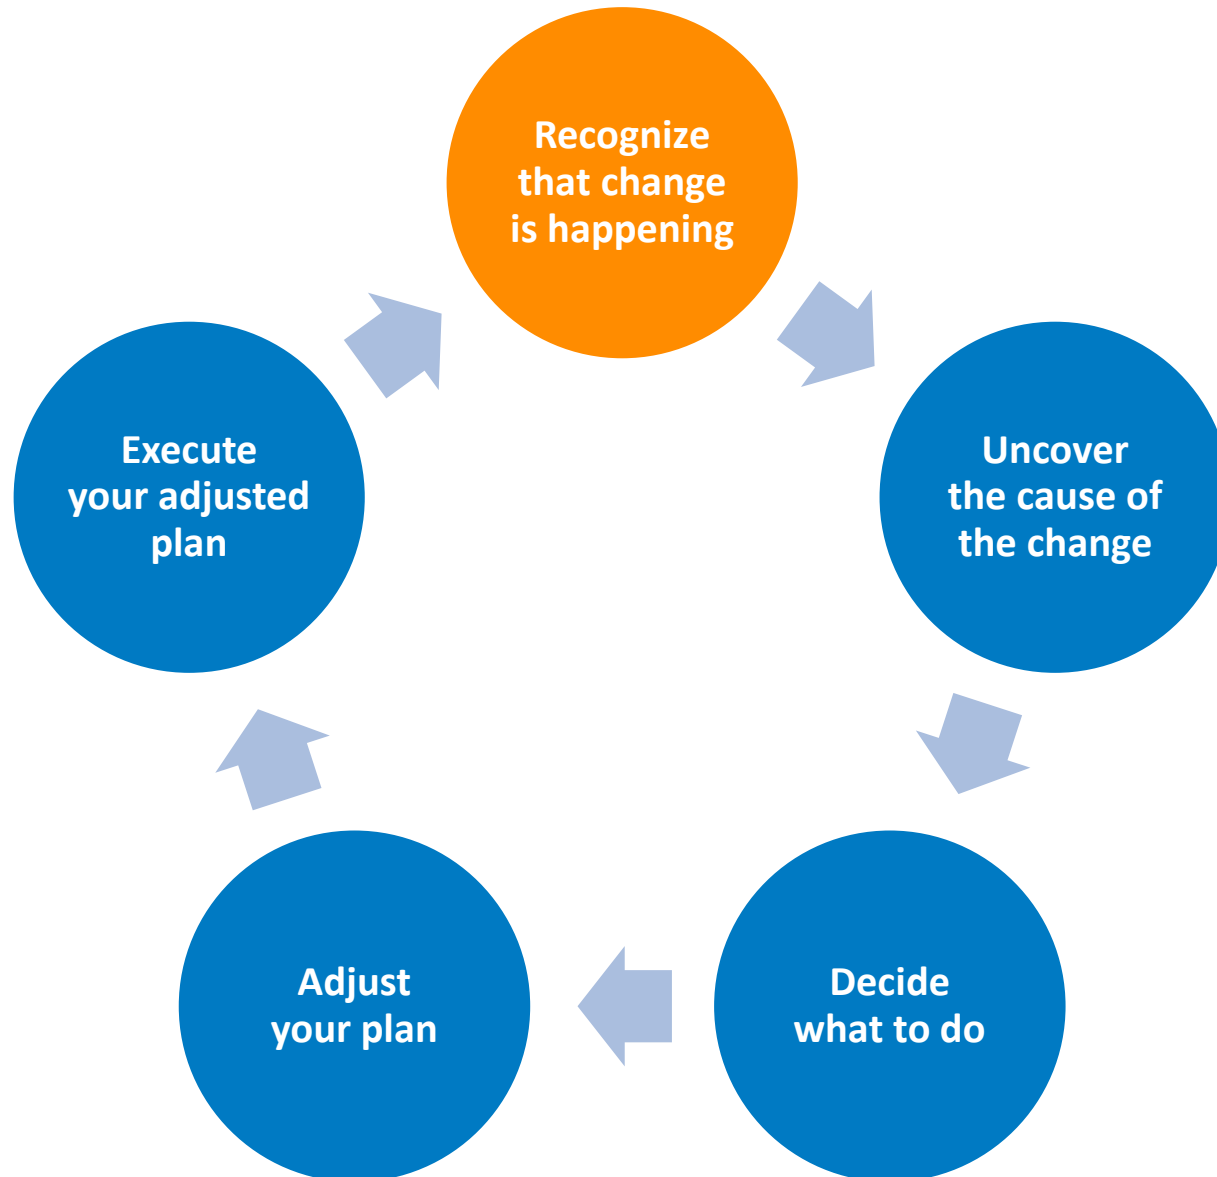 Recognize
that change
is happening
Uncover
the cause of
the change
Decide
what to do
Adjust
your plan
Execute
your adjusted
plan